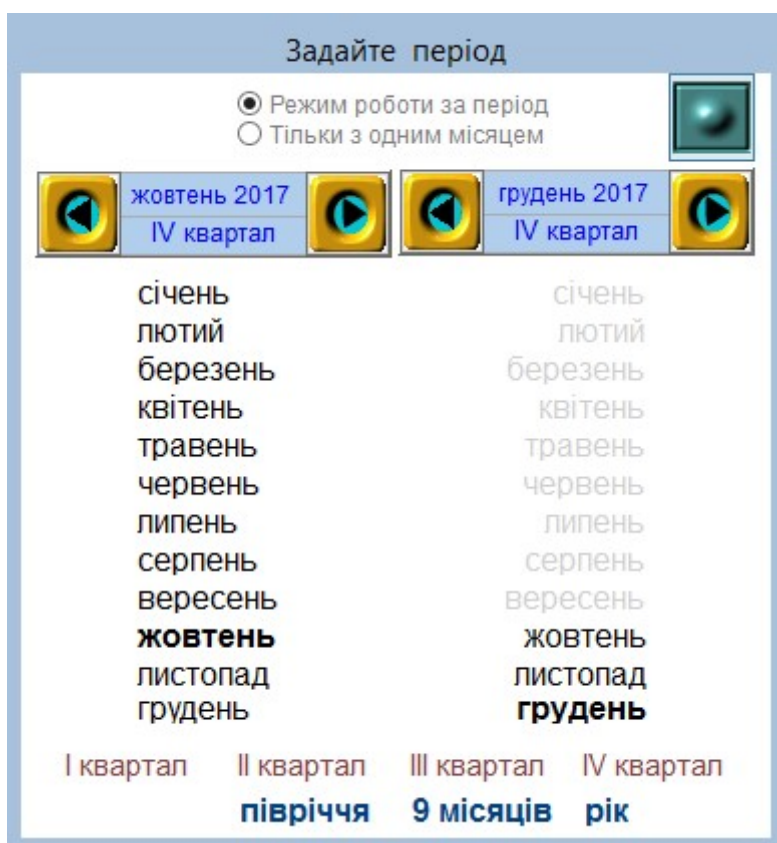 Задайте період
Режим роботи за період
Тільки з одним місяцем
жовтень 2017 грудень 2017
IV квартал IV квартал
січень січень
лютий лютий
березень березень
квітень квітень
травень травень
червень червень
липень липень
серпень серпень
вересень вересень
жовтень жовтень
листопад листопад
грудень грудень
I квартал II квартал III квартал IV квартал
півріччя 9 місяців рік